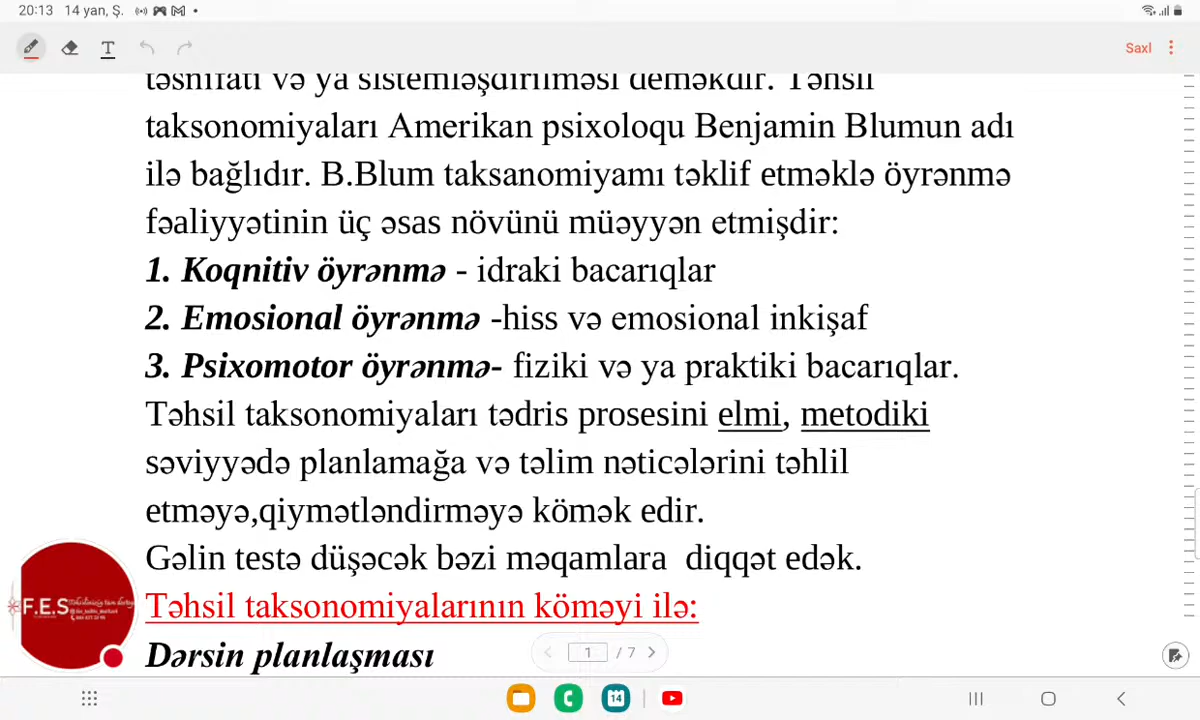 20:13 14 yan, Ş.
Saxl
təsnifatı və ya sistemləşdirilməsi deməkdir. Təhsil
taksonomiyaları Amerikan psixoloqu Benjamin Blumun adı
ilə bağlıdır. B.Blum taksanomiyamı təklif etməklə öyrənmə
fəaliyyətinin üç əsas növünü müəyyən etmişdir:
1. Koqnitiv öyrənmə - idraki bacarıqlar
2. Emosional öyrənmə -hiss və emosional inkişaf
3. Psixomotor öyrənmə- fiziki və ya praktiki bacarıqlar.
Təhsil taksonomiyaları tədris prosesini elmi, metodiki
səviyyədə planlamağa və təlim nəticələrini təhlil
etməyə,qiymətləndirməyə kömək edir.
Gəlin testə düşəcək bəzi məqamlara diqqət edək.
F.E.S
Təhsil taksonomiyalarının köməyi ilə:
Dərsin planlaşması
1 / 7
14